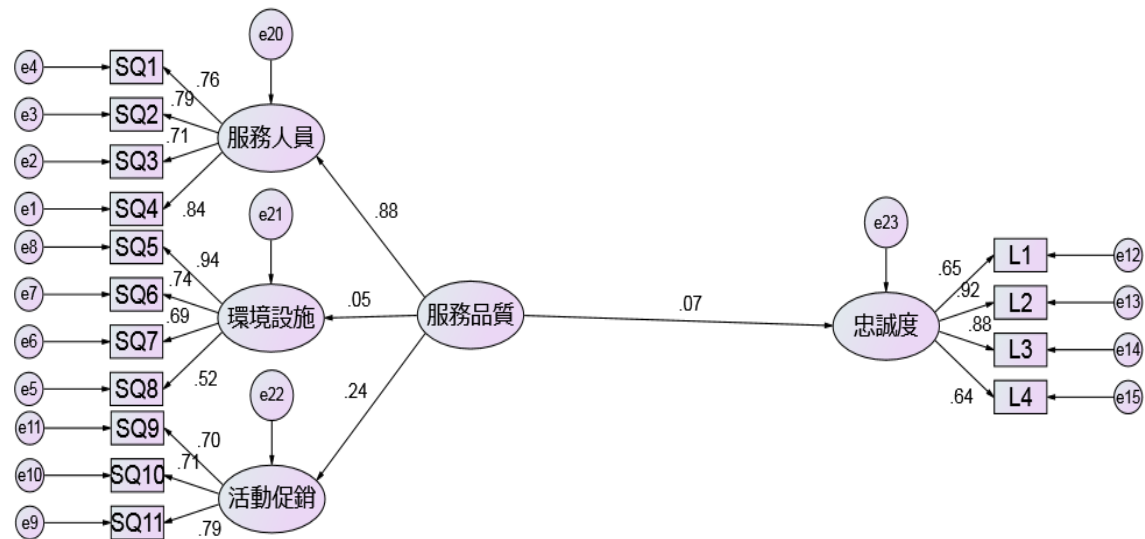 e20
e4
SQ1
.76
e3
SQ2
.79
服務人員
e2
SQ3
.71
e1
SQ4
.84
e21
.88
e8
SQ5
.94
e7
SQ6
.74
環境設施
.05
服務品質
e6
SQ7
.69
e5
SQ8
.52
e22
.24
e11
SQ9
.70
e10
SQ10
.71
活動促銷
e9
SQ11
.79
.07
e23
忠誠度
.65
L1
e12
.92
L2
e13
.88
L3
e14
.64
L4
e15